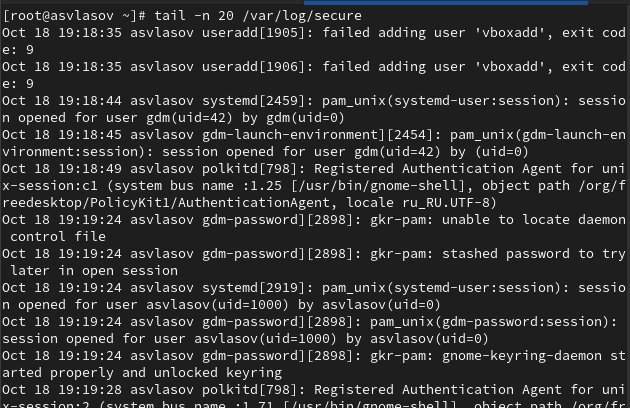 [root@asvlasov ~]# tail -n 20 /var/log/secure
Oct 18 19:18:35 asvlasov useradd[1905]: failed adding user 'vboxadd', exit cod
e: 9
Oct 18 19:18:35 asvlasov useradd[1906]: failed adding user 'vboxadd', exit cod
e: 9
Oct 18 19:18:44 asvlasov systemd[2459]: pam_unix(systemd-user:session): sessio
n opened for user gdm(uid=42) by gdm(uid=0)
Oct 18 19:18:45 asvlasov gdm-launch-environment][2454]: pam_unix(gdm-launch-en
vironment:session): session opened for user gdm(uid=42) by (uid=0)
Oct 18 19:18:49 asvlasov polkitd[798]: Registered Authentication Agent for uni
x-session:c1 (system bus name :1.25 [/usr/bin/gnome-shell], object path /org/f
reedesktop/PolicyKit1/AuthenticationAgent, locale ru_RU.UTF-8)
Oct 18 19:19:24 asvlasov gdm-password][2898]: gkr-pam: unable to locate daemon
 control file
Oct 18 19:19:24 asvlasov gdm-password][2898]: gkr-pam: stashed password to try
 later in open session
Oct 18 19:19:24 asvlasov systemd[2919]: pam_unix(systemd-user:session): sessio
n opened for user asvlasov(uid=1000) by asvlasov(uid=0)
Oct 18 19:19:24 asvlasov gdm-password][2898]: pam_unix(gdm-password:session):
session opened for user asvlasov(uid=1000) by asvlasov(uid=0)
Oct 18 19:19:24 asvlasov gdm-password][2898]: gkr-pam: gnome-keyring-daemon st
arted properly and unlocked keyring
Oct 18 19:19:28 asvlasov polkitd[798]: Registered Authentication Agent for uni
x-session:2 (system bus name :1.71 [/usr/bin/gnome-shell], object path /org/fr